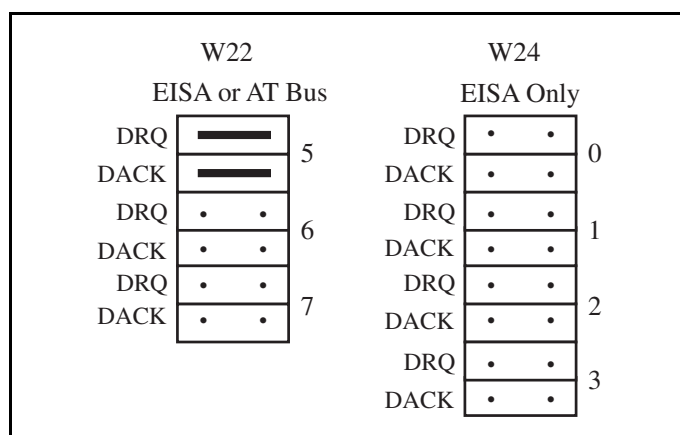 W22
EISA or AT Bus
DRQ
5
DACK
DRQ
6
DACK
DRQ
7
DACK
W24
EISA Only
DRQ
0
DACK
DRQ
1
DACK
DRQ
2
DACK
DRQ
3
DACK